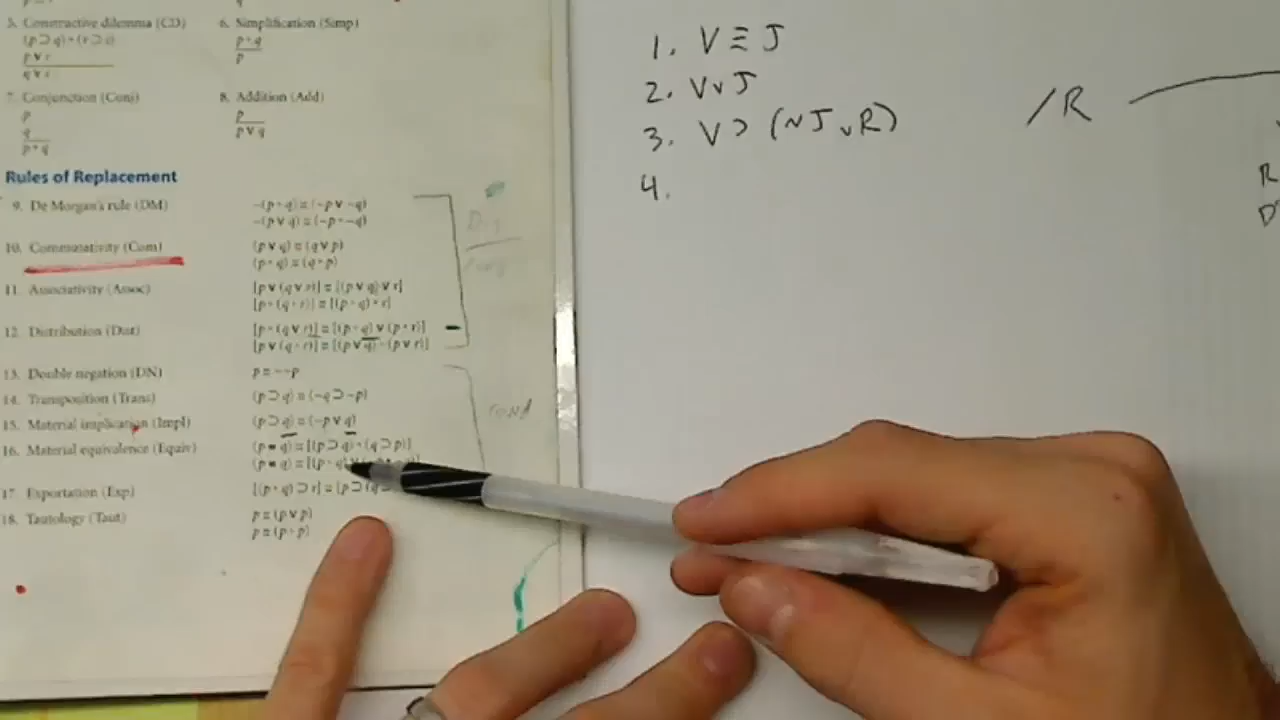 5. Constructive dilemma (CD)
(p ⊃ q) • (r ⊃ s)
p ∨ r
q ∨ s
6. Simplification (Simp)
p • q
p
7. Conjunction (Conj)
p
q
p • q
8. Addition (Add)
p
p ∨ q
Rules of Replacement
9. De Morgan's rule (DM)
~(p • q) ≡ (~p ∨ ~q)
~(p ∨ q) ≡ (~p • ~q)
10. Commutativity (Com)
(p ∨ q) ≡ (q ∨ p)
(p • q) ≡ (q • p)
11. Associativity (Assoc)
[p ∨ (q ∨ r)] ≡ [(p ∨ q) ∨ r]
[p • (q • r)] ≡ [(p • q) • r]
12. Distribution (Dist)
[p • (q ∨ r)] ≡ [(p • q) ∨ (p • r)]
[p ∨ (q • r)] ≡ [(p ∨ q) • (p ∨ r)]
13. Double negation (DN)
p ≡ ~~p
14. Transposition (Trans)
(p ⊃ q) ≡ (~q ⊃ ~p)
15. Material implication (Impl)
(p ⊃ q) ≡ (~p ∨ q)
16. Material equivalence (Equiv)
(p ≡ q) ≡ [(p ⊃ q) • (q ⊃ p)]
(p ≡ q) ≡ [(p • q)
17. Exportation (Exp)
[(p • q) ⊃ r] ≡ [p ⊃ (q
18. Tautology (Taut)
p ≡ (p ∨ p)
p ≡ (p • p)
1. V ≡ J
2. V ∨ J
3. V ⊃ (~J ∨ R) /R
4.
R
D